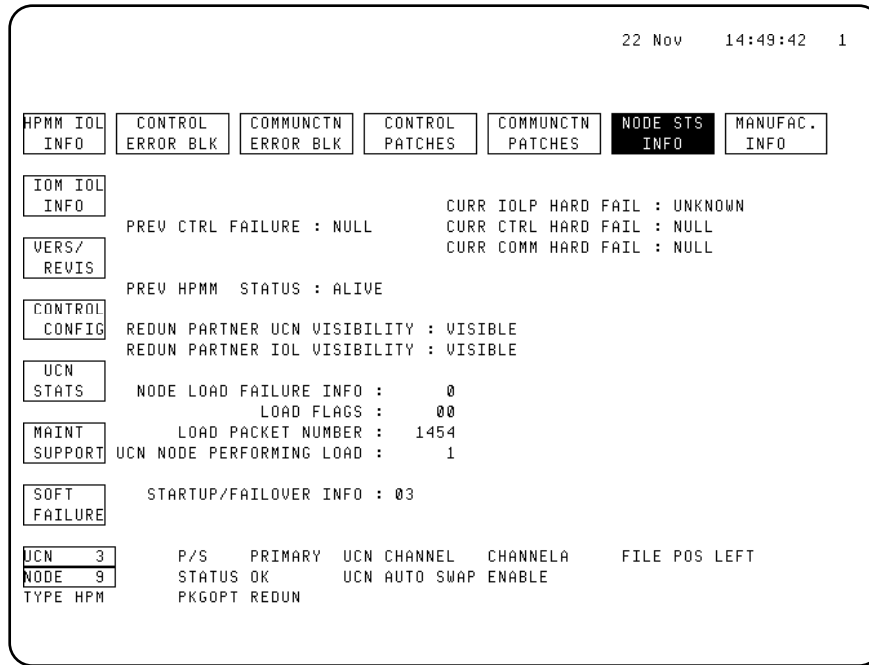 22 Nov 14:49:42 1
HPMM IOL INFO
CONTROL ERROR BLK
COMMUNCTN ERROR BLK
CONTROL PATCHES
COMMUNCTN PATCHES
NODE STS INFO
MANUFAC. INFO
IOM IOL INFO
CURR IOLP HARD FAIL : UNKNOWN
PREV CTRL FAILURE : NULL CURR CTRL HARD FAIL : NULL
CURR COMM HARD FAIL : NULL
VERS/ REVIS
PREV HPMM STATUS : ALIVE
CONTROL CONFIG
REDUN PARTNER UCN VISIBILITY : VISIBLE
REDUN PARTNER IOL VISIBILITY : VISIBLE
UCN STATS
NODE LOAD FAILURE INFO : 0
LOAD FLAGS : 00
MAINT SUPPORT
LOAD PACKET NUMBER : 1454
UCN NODE PERFORMING LOAD : 1
SOFT FAILURE
STARTUP/FAILOVER INFO : 03
UCN 3 P/S PRIMARY UCN CHANNEL CHANNELA FILE POS LEFT
NODE 9 STATUS OK UCN AUTO SWAP ENABLE
TYPE HPM PKGOPT REDUN